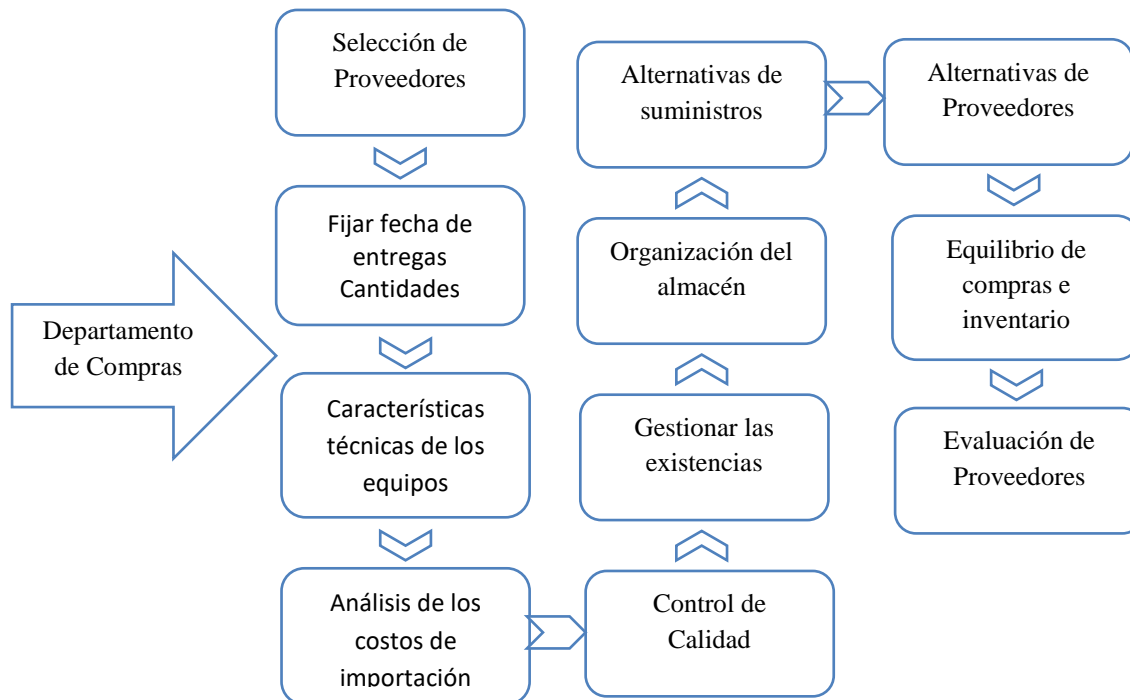 Departamento
de Compras
Selección de
Proveedores
Fijar fecha de
entregas
Cantidades
Características
técnicas de los
equipos
Análisis de los
costos de
importación
Control de
Calidad
Gestionar las
existencias
Organización del
almacén
Alternativas de
suministros
Alternativas de
Proveedores
Equilibrio de
compras e
inventario
Evaluación de
Proveedores